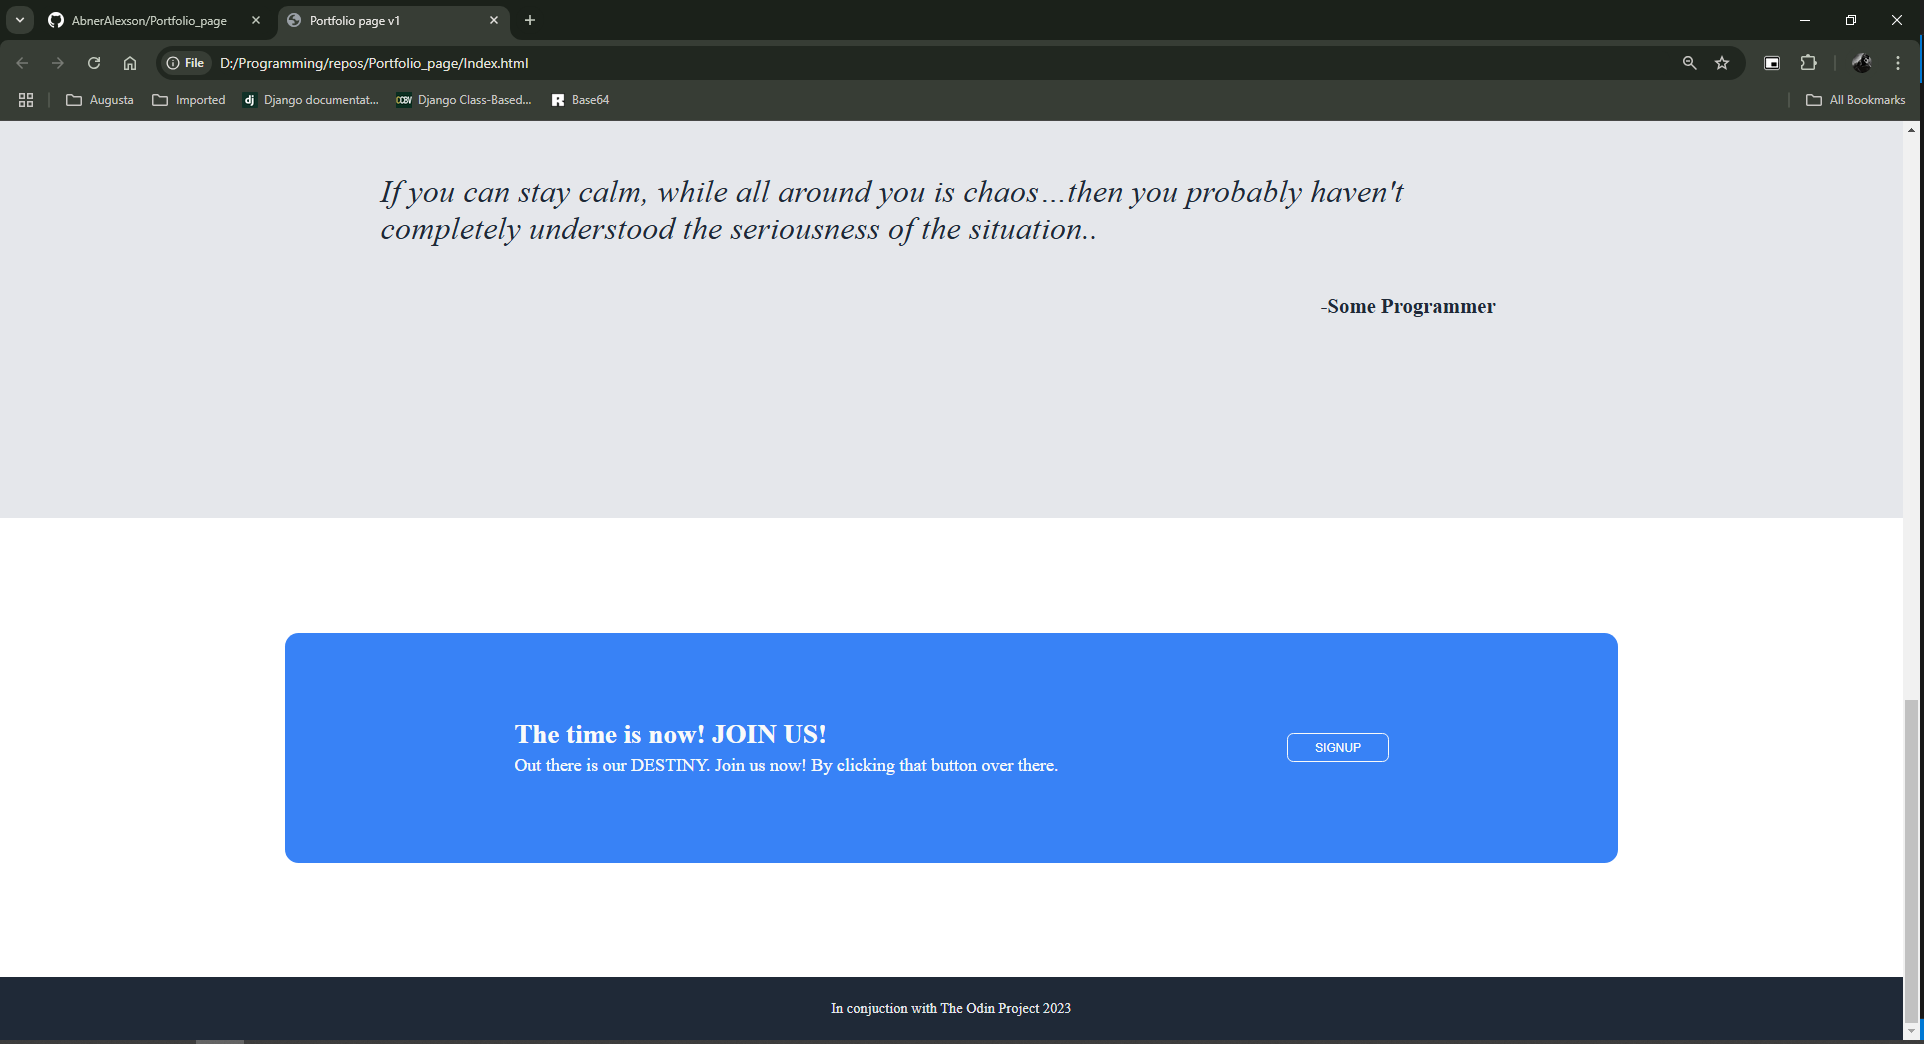 AbnerAlexson/Portfolio_page
Portfolio page v1
File D:/Programming/repos/Portfolio_page/Index.html
Augusta Imported dj Django documentat... CCBV Django Class-Based... R Base64 All Bookmarks
If you can stay calm, while all around you is chaos...then you probably haven't
completely understood the seriousness of the situation..
-Some Programmer
The time is now! JOIN US!
Out there is our DESTINY. Join us now! By clicking that button over there.
SIGNUP
In conjuction with The Odin Project 2023